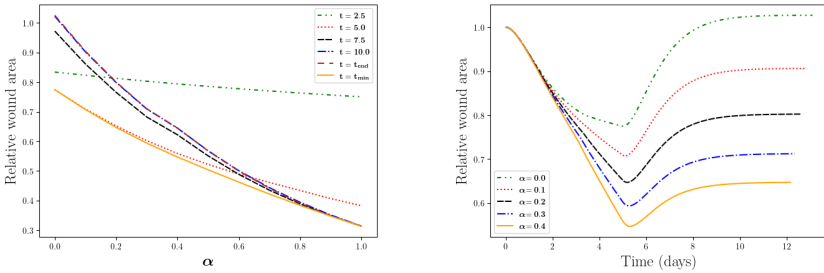 Relative wound area
1.0
0.9
0.8
0.7
0.6
0.5
0.4
0.3
0.0
0.2
0.4
0.6
0.8
1.0
α
t = 2.5
t = 5.0
t = 7.5
t = 10.0
t = t_end
t = t_min
Relative wound area
1.0
0.9
0.8
0.7
0.6
0
2
4
6
8
10
12
Time (days)
α= 0.0
α= 0.1
α= 0.2
α= 0.3
α= 0.4